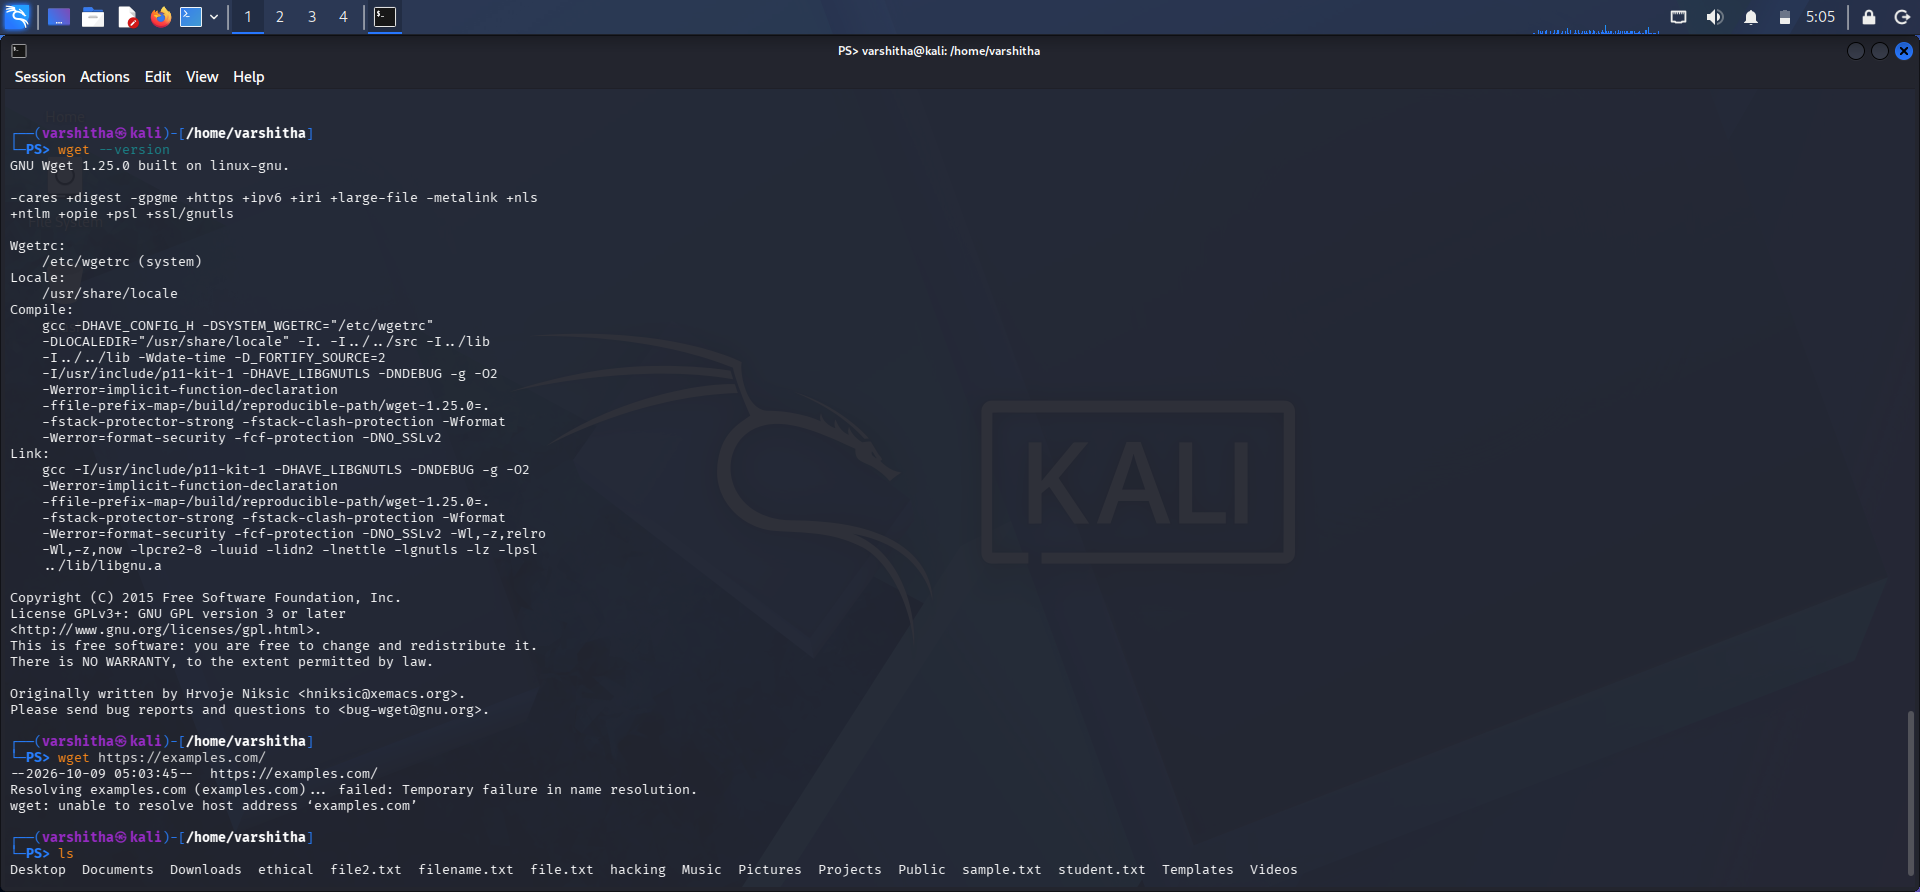 1 2 3 4 5:05
PS> varshitha@kali: /home/varshitha
Session Actions Edit View Help
┌──(varshitha㉿kali)-[/home/varshitha]
└─PS> wget --version
GNU Wget 1.25.0 built on linux-gnu.
-cares +digest -gpgme +https +ipv6 +iri +large-file -metalink +nls
+ntlm +opie +psl +ssl/gnutls
Wgetrc:
/etc/wgetrc (system)
Locale:
/usr/share/locale
Compile:
gcc -DHAVE_CONFIG_H -DSYSTEM_WGETRC="/etc/wgetrc"
-DLOCALEDIR="/usr/share/locale" -I. -I../../src -I../lib
-I../../lib -Wdate-time -D_FORTIFY_SOURCE=2
-I/usr/include/p11-kit-1 -DHAVE_LIBGNUTLS -DNDEBUG -g -O2
-Werror=implicit-function-declaration
-ffile-prefix-map=/build/reproducible-path/wget-1.25.0=.
-fstack-protector-strong -fstack-clash-protection -Wformat
-Werror=format-security -fcf-protection -DNO_SSLv2
Link:
gcc -I/usr/include/p11-kit-1 -DHAVE_LIBGNUTLS -DNDEBUG -g -O2
-Werror=implicit-function-declaration
-ffile-prefix-map=/build/reproducible-path/wget-1.25.0=.
-fstack-protector-strong -fstack-clash-protection -Wformat
-Werror=format-security -fcf-protection -DNO_SSLv2 -Wl,-z,relro
-Wl,-z,now -lpcre2-8 -luuid -lidn2 -lnettle -lgnutls -lz -lpsl
../lib/libgnu.a
Copyright (C) 2015 Free Software Foundation, Inc.
License GPLv3+: GNU GPL version 3 or later
<http://www.gnu.org/licenses/gpl.html>.
This is free software: you are free to change and redistribute it.
There is NO WARRANTY, to the extent permitted by law.
Originally written by Hrvoje Niksic <hniksic@xemacs.org>.
Please send bug reports and questions to <bug-wget@gnu.org>.
┌──(varshitha㉿kali)-[/home/varshitha]
└─PS> wget https://examples.com/
--2026-10-09 05:03:45-- https://examples.com/
Resolving examples.com (examples.com)... failed: Temporary failure in name resolution.
wget: unable to resolve host address ‘examples.com’
┌──(varshitha㉿kali)-[/home/varshitha]
└─PS> ls
Desktop Documents Downloads ethical file2.txt filename.txt file.txt hacking Music Pictures Projects Public sample.txt student.txt Templates Videos
KALI